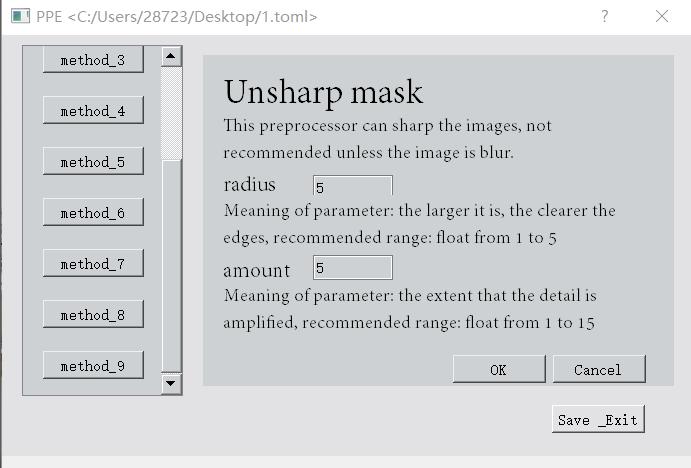 PPE <C:/Users/28723/Desktop/1.toml>
method_3
method_4
method_5
method_6
method_7
method_8
method_9
Unsharp mask
This preprocessor can sharp the images, not
recommended unless the image is blur.
radius 5
Meaning of parameter: the larger it is, the clearer the
edges, recommended range: float from 1 to 5
amount 5
Meaning of parameter: the extent that the detail is
amplified, recommended range: float from 1 to 15
OK Cancel
Save _Exit